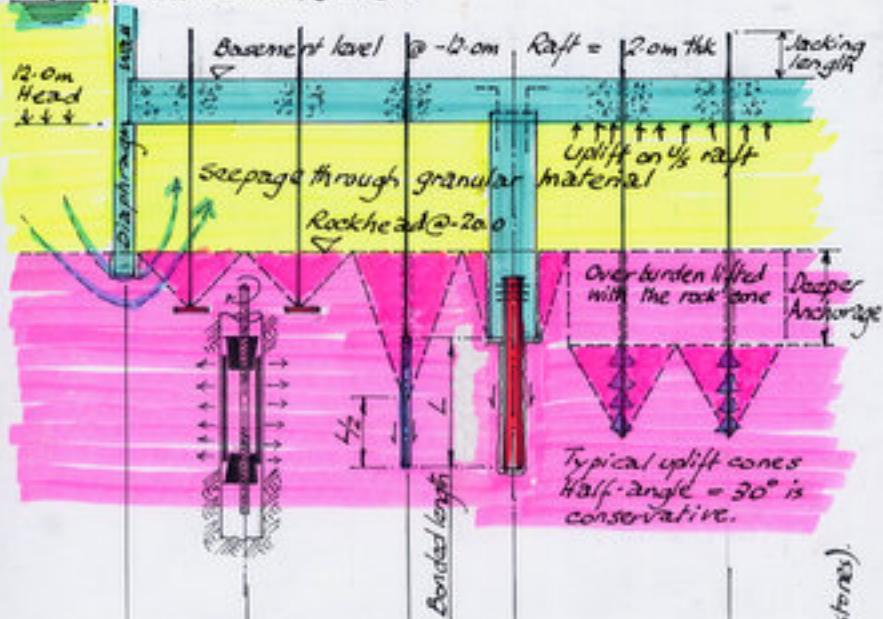 Basement level @ -12.0m Raft = 2.0m thk
Jacking
length
12.0m
Head
Diaphragm Wall
uplift on u/s raft
Seepage through granular material
Rockhead @ -20.0
Overburden lifted
with the rock cone
Deeper
Anchorage
L/2
L
Bonded length
Typical uplift cones
Half-angle = 30° is
conservative.
stones).